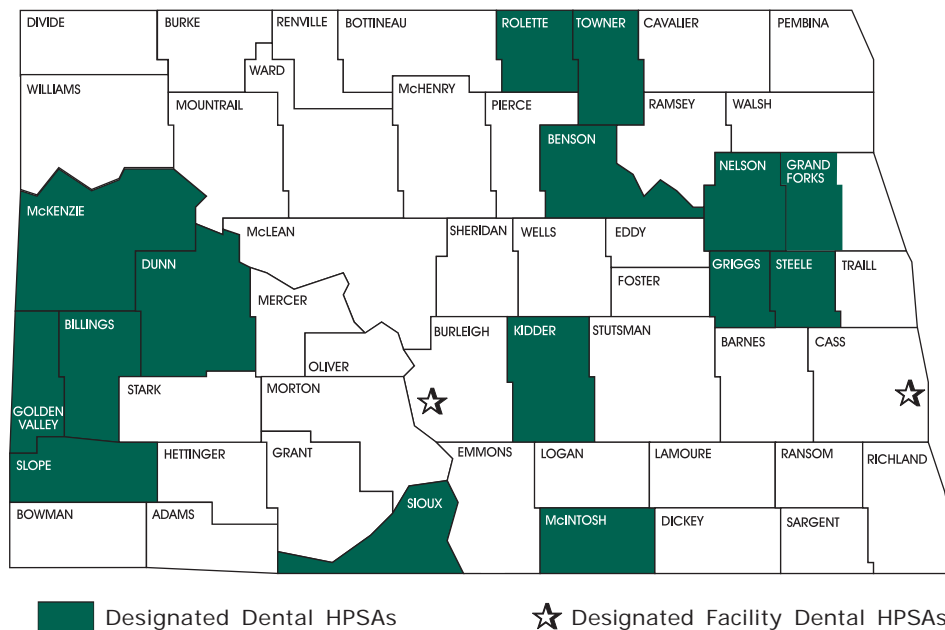 DIVIDE
BURKE
RENVILLE
BOTTINEAU
ROLETTE
TOWNER
CAVALIER
PEMBINA
WARD
WILLIAMS
McHENRY
MOUNTRAIL
PIERCE
RAMSEY
WALSH
BENSON
NELSON
GRAND
FORKS
McKENZIE
McLEAN
SHERIDAN
WELLS
EDDY
DUNN
GRIGGS
STEELE
TRAILL
FOSTER
MERCER
BILLINGS
BURLEIGH
KIDDER
STUTSMAN
BARNES
CASS
OLIVER
STARK
MORTON
GOLDEN
VALLEY
SLOPE
HETTINGER
GRANT
EMMONS
LOGAN
LAMOURE
RANSOM
RICHLAND
SIOUX
BOWMAN
ADAMS
McINTOSH
DICKEY
SARGENT
Designated Dental HPSAs
Designated Facility Dental HPSAs